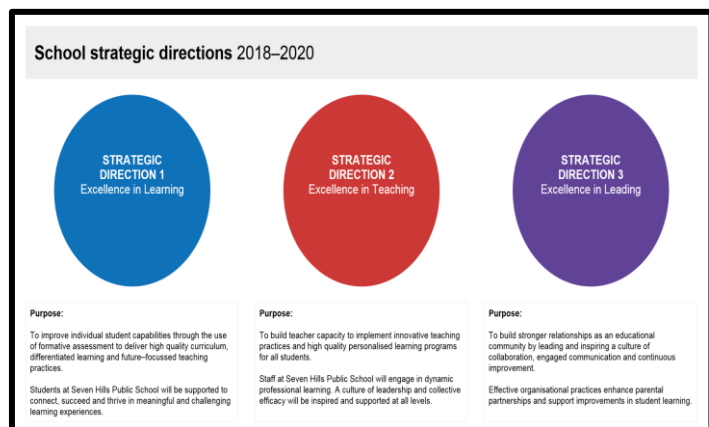 School strategic directions 2018–2020
STRATEGIC
DIRECTION 1
Excellence in Learning
STRATEGIC
DIRECTION 2
Excellence in Teaching
STRATEGIC
DIRECTION 3
Excellence in Leading
Purpose:
To improve individual student capabilities through the use
of formative assessment to deliver high quality curriculum,
differentiated learning and future–focussed teaching
practices.
Students at Seven Hills Public School will be supported to
connect, succeed and thrive in meaningful and challenging
learning experiences.
Purpose:
To build teacher capacity to implement innovative teaching
practices and high quality personalised learning programs
for all students.
Staff at Seven Hills Public School will engage in dynamic
professional learning. A culture of leadership and collective
efficacy will be inspired and supported at all levels.
Purpose:
To build stronger relationships as an educational
community by leading and inspiring a culture of
collaboration, engaged communication and continuous
improvement.
Effective organisational practices enhance parental
partnerships and support improvements in student learning.